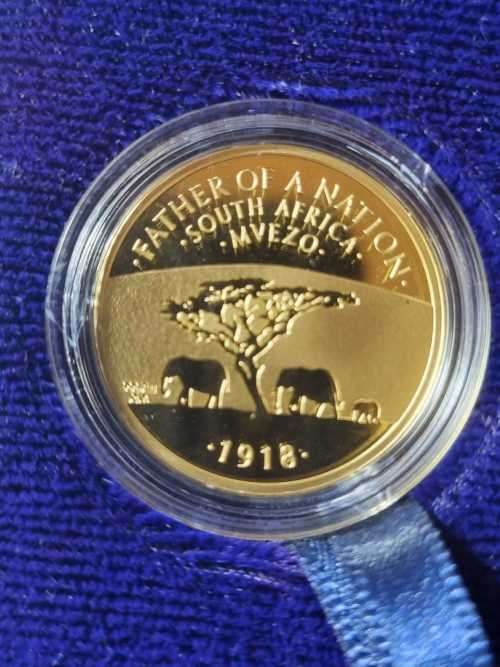 ·FATHER OF A NATION·
·SOUTH AFRICA·
·MVEZO·
·1918·